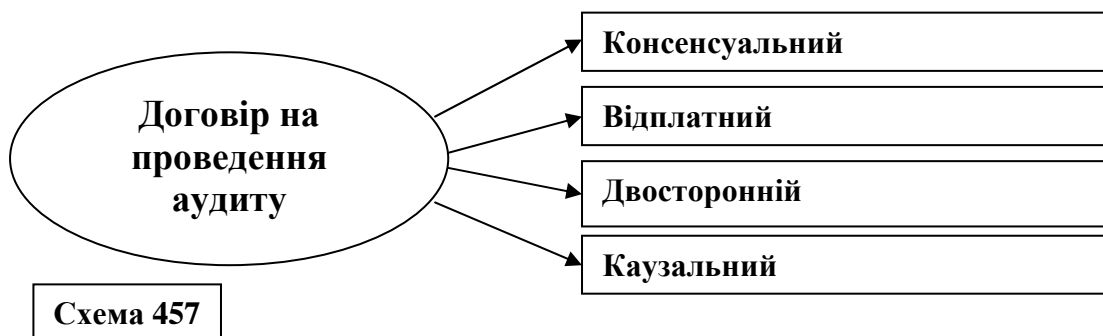 Договір на
проведення
аудиту
Консенсуальний
Відплатний
Двосторонній
Каузальний
Схема 457